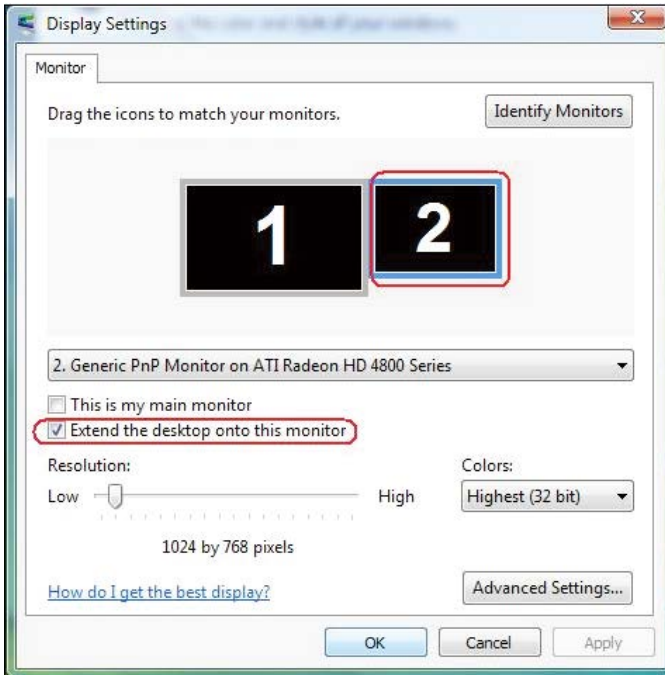 Display Settings
Monitor
Drag the icons to match your monitors.
Identify Monitors
1
2
2. Generic PnP Monitor on ATI Radeon HD 4800 Series
This is my main monitor
Extend the desktop onto this monitor
Resolution:
Colors:
Low
High
Highest (32 bit)
1024 by 768 pixels
How do I get the best display?
Advanced Settings...
OK
Cancel
Apply